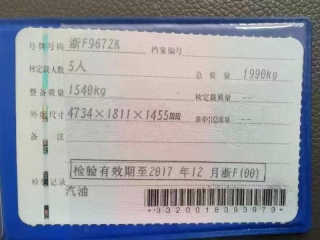 号牌号码 浙F967ZK 档案编号
核定载人数 5人 总质量 1990kg
整备质量 1540kg 核定载质量 --
外廓尺寸 4734×1811×1455mm 准牵引总质量 --
备注
检验有效期至2017年12月浙F(00)
检验记录
汽油
*3320018393973*